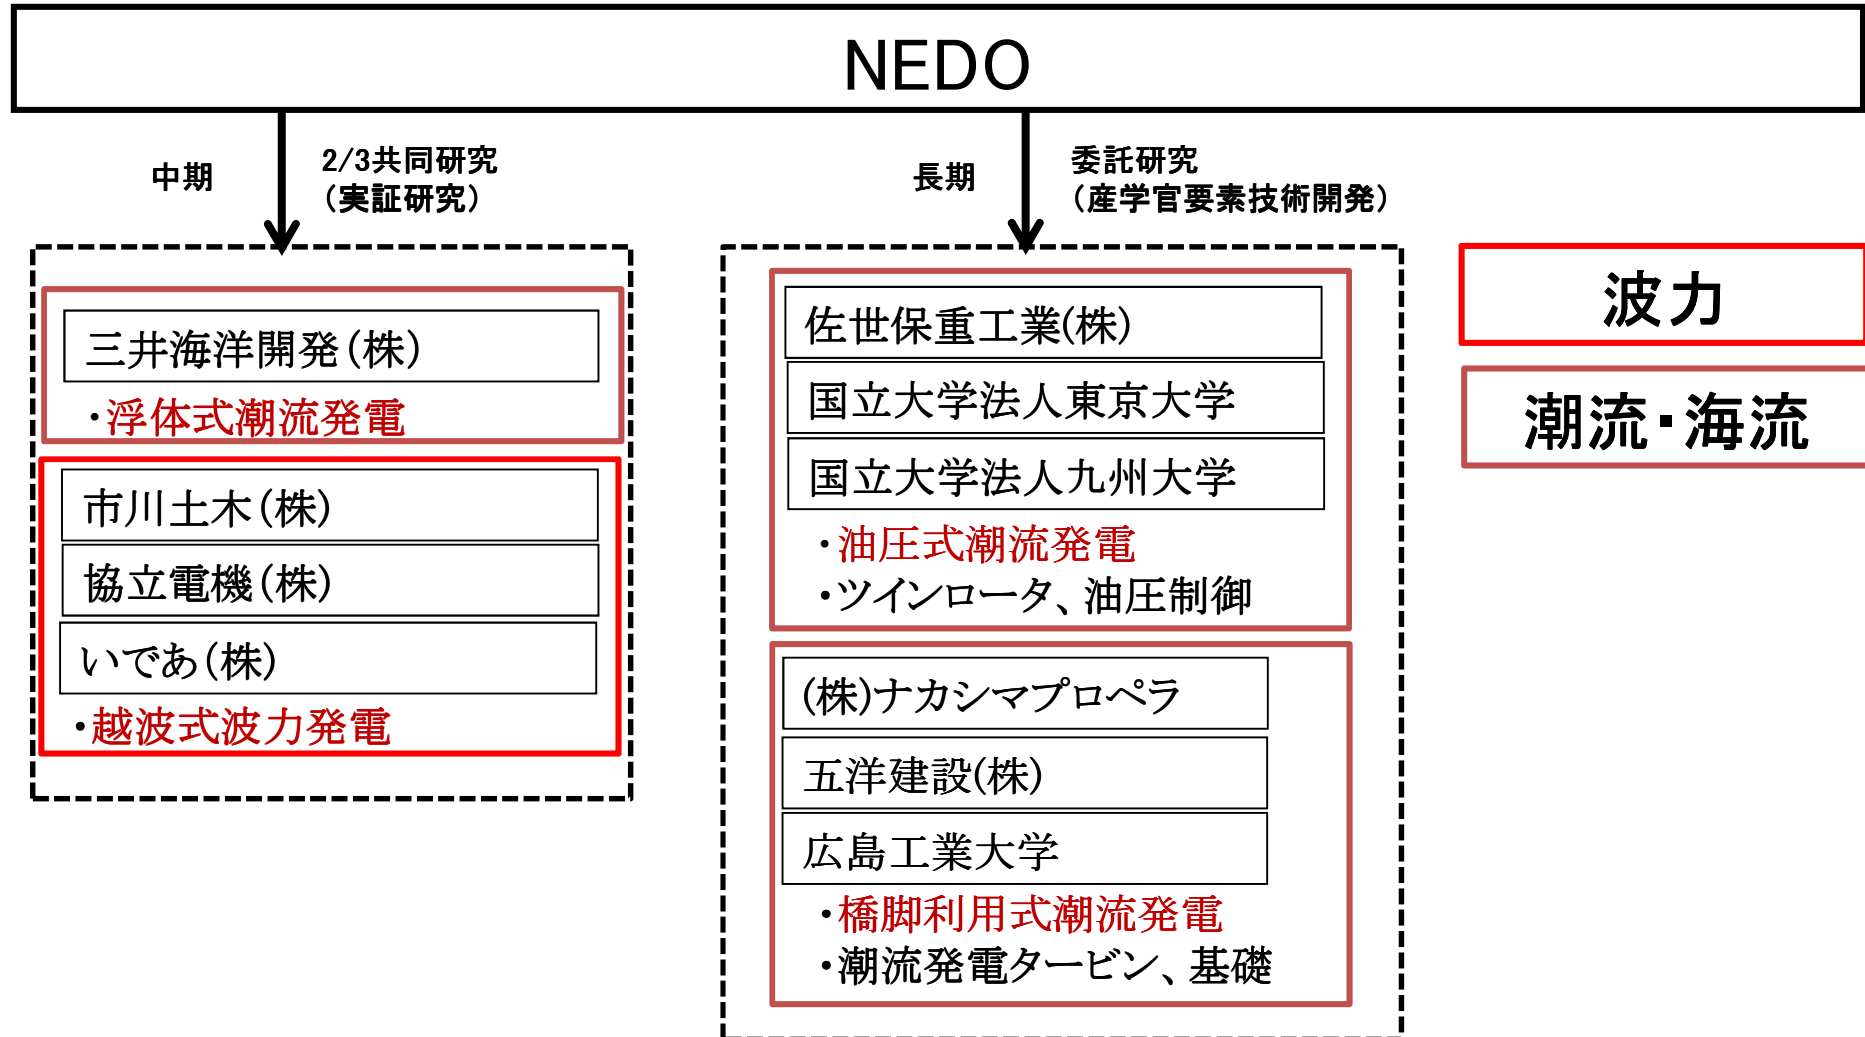 NEDO
中期
2/3共同研究
(実証研究)
長期
委託研究
(産学官要素技術開発)
三井海洋開発(株)
・浮体式潮流発電
市川土木(株)
協立電機(株)
いであ(株)
・越波式波力発電
佐世保重工業(株)
国立大学法人東京大学
国立大学法人九州大学
・油圧式潮流発電
・ツインロータ、油圧制御
(株)ナカシマプロペラ
五洋建設(株)
広島工業大学
・橋脚利用式潮流発電
・潮流発電タービン、基礎
波力
潮流・海流